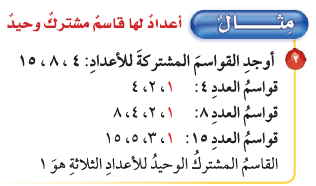 مِثَـالٌ أعدادٌ لها قاسمٌ مشتركٌ وحيدٌ
٢ أوجدِ القواسمَ المشتركةَ للأعدادِ: ٤ ، ٨ ، ١٥
قواسمُ العددِ ٤: ١ ، ٢ ، ٤
قواسمُ العددِ ٨: ١ ، ٢ ، ٤ ، ٨
قواسمُ العددِ ١٥: ١ ، ٣ ، ٥ ، ١٥
القاسمُ المشتركُ الوحيدُ للأعدادِ الثلاثةِ هوَ ١